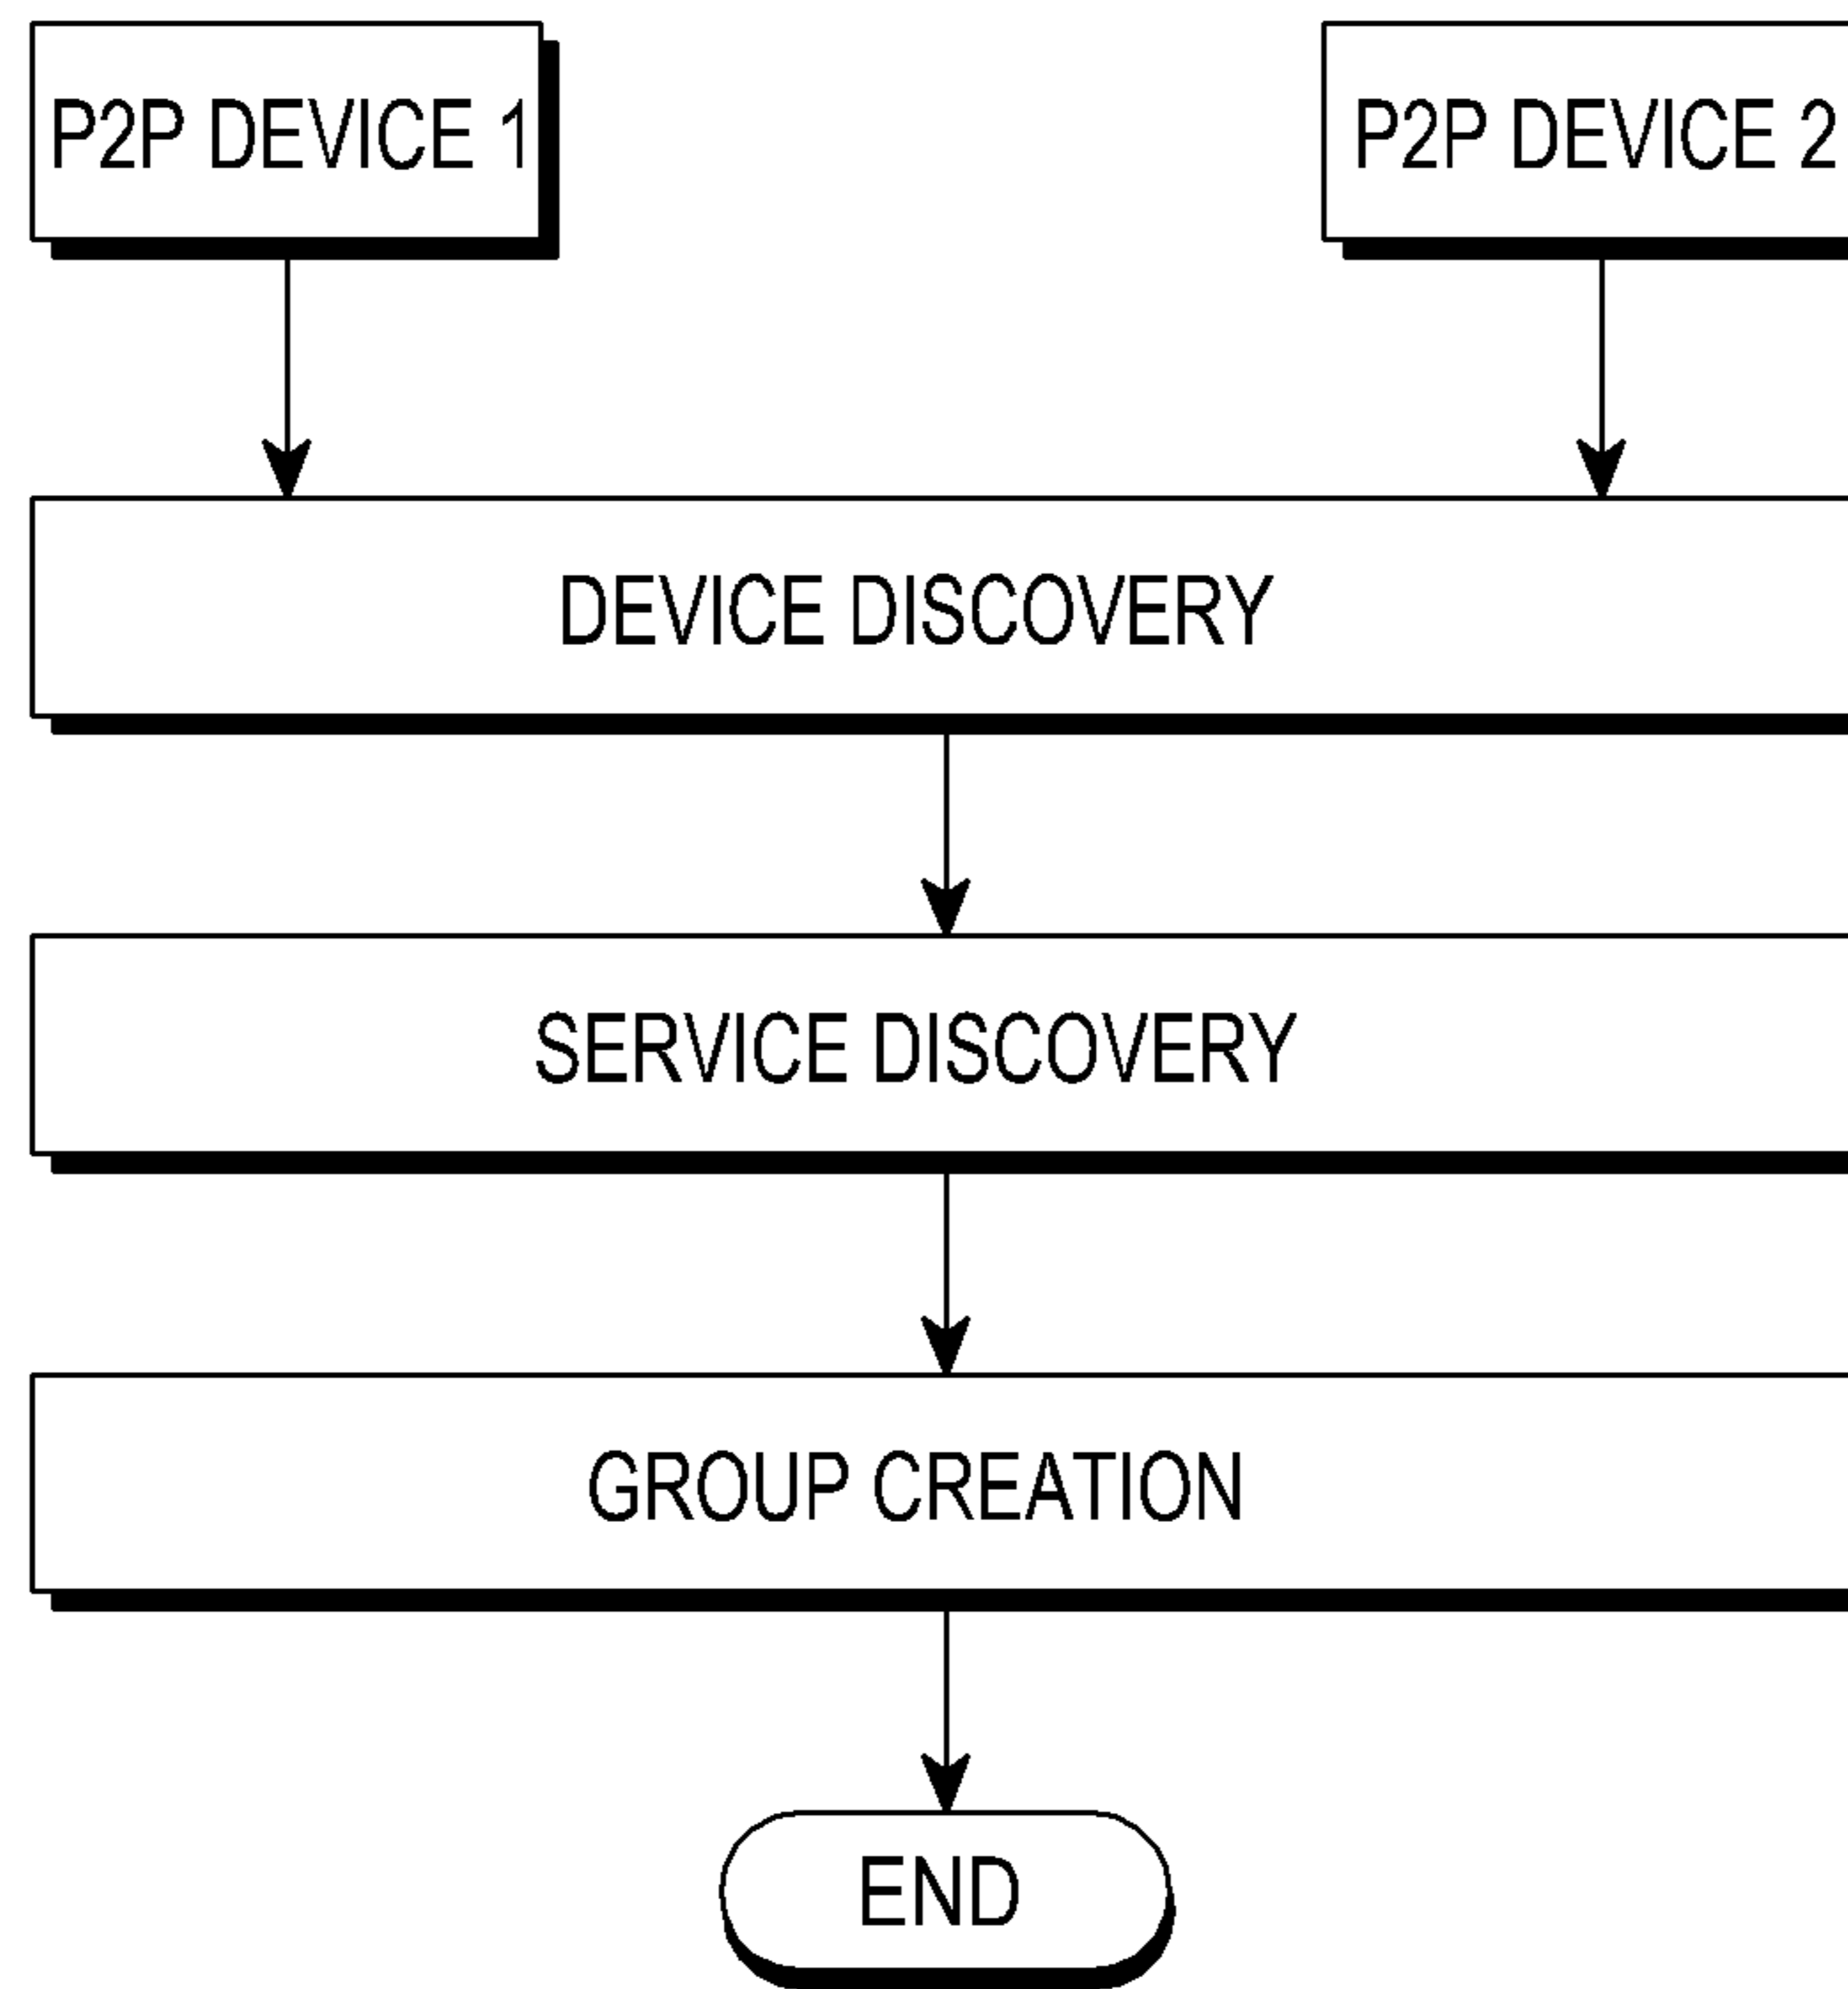 P2P DEVICE 1
P2P DEVICE 2
DEVICE DISCOVERY
SERVICE DISCOVERY
GROUP CREATION
END